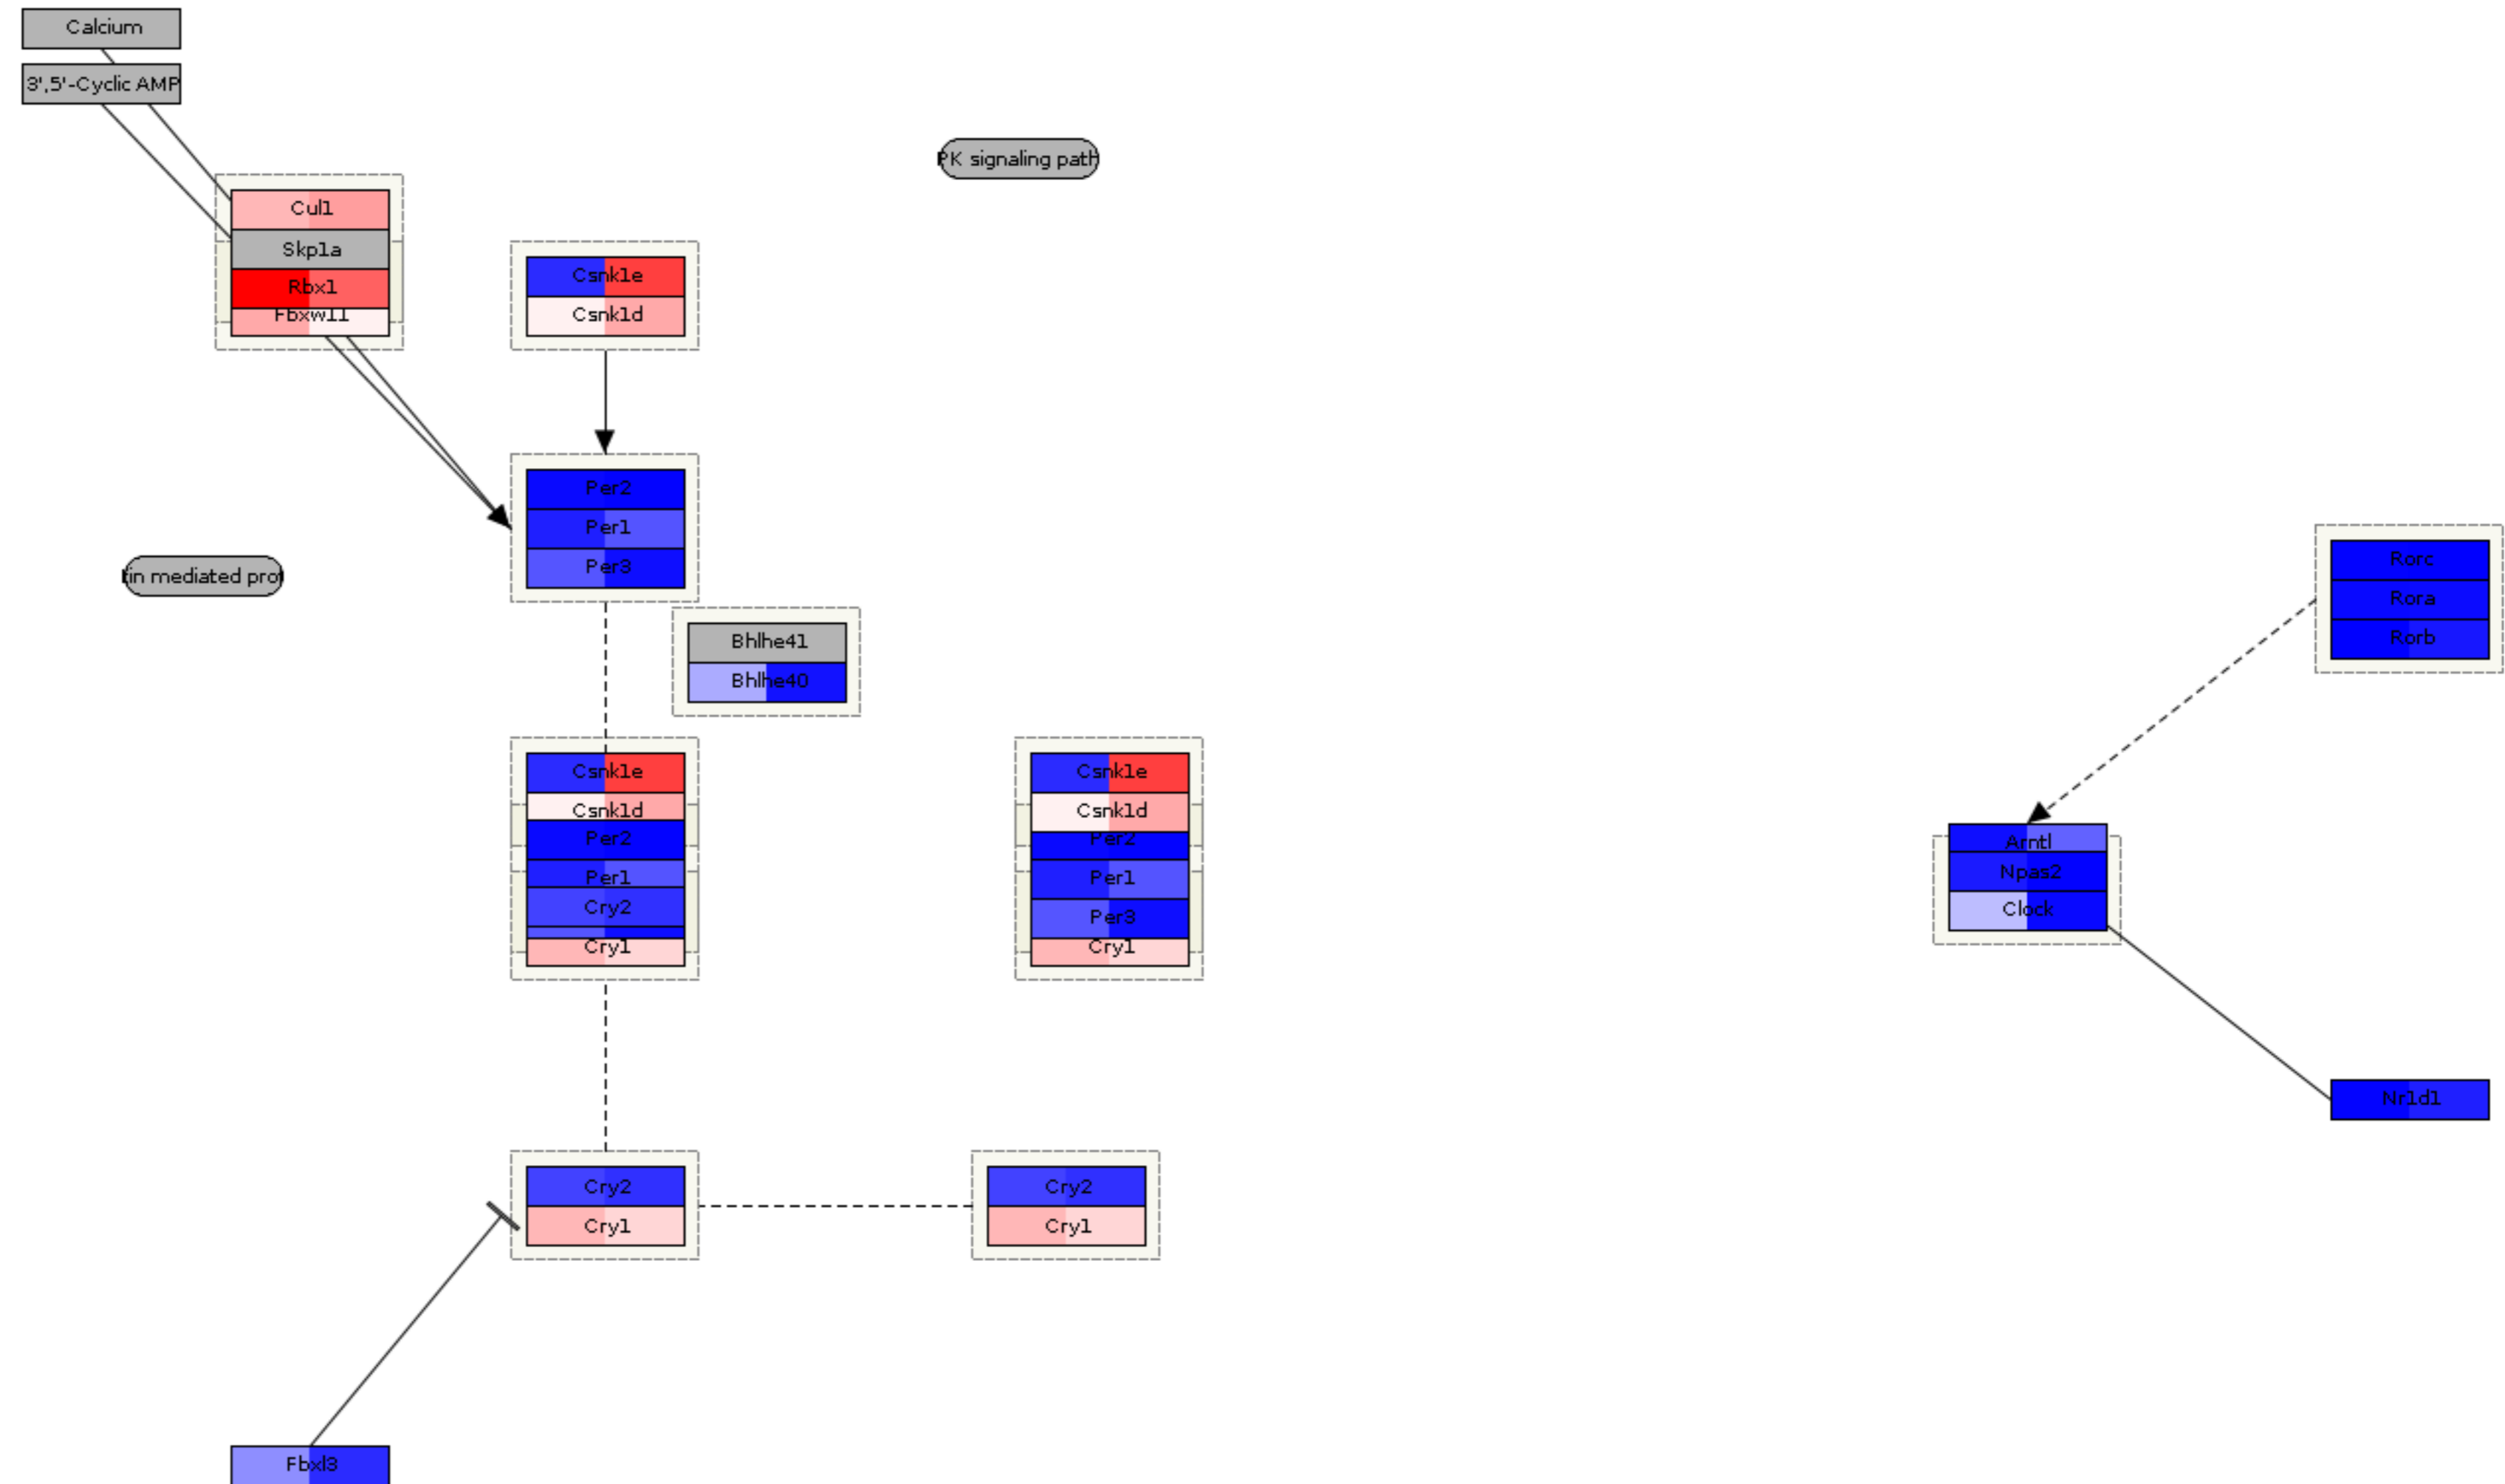 Calcium
3',5'-Cyclic AMP
PK signaling path
Cul1
Skp1a
Rbx1
Fbxw11
Csnk1e
Csnk1d
Per2
Per1
Per3
tin mediated pro
Bhlhe41
Bhlhe40
Rorc
Rora
Rorb
Csnk1e
Csnk1d
Per2
Per1
Cry2
Cry1
Csnk1e
Csnk1d
Per2
Per1
Per3
Cry1
Arntl
Npas2
Clock
Nr1d1
Cry2
Cry1
Cry2
Cry1
Fbxl3